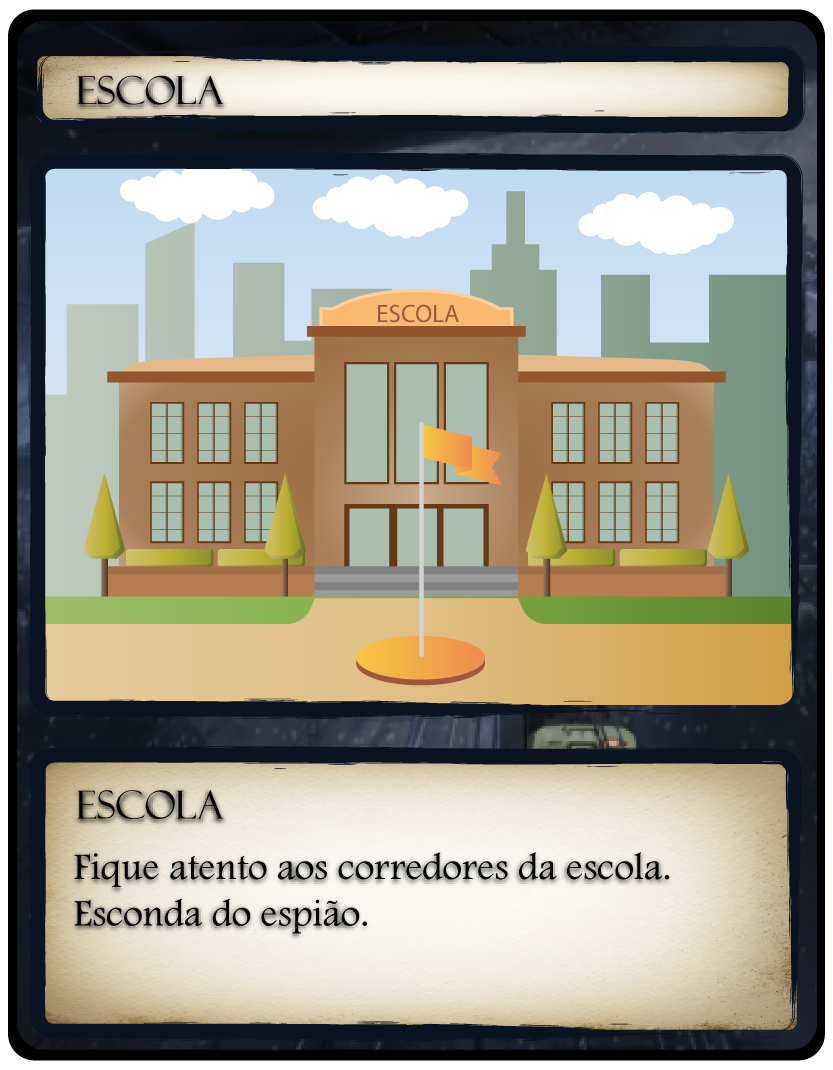 ESCOLA
ESCOLA
ESCOLA
Fique atento aos corredores da escola.
Esconda do espião.